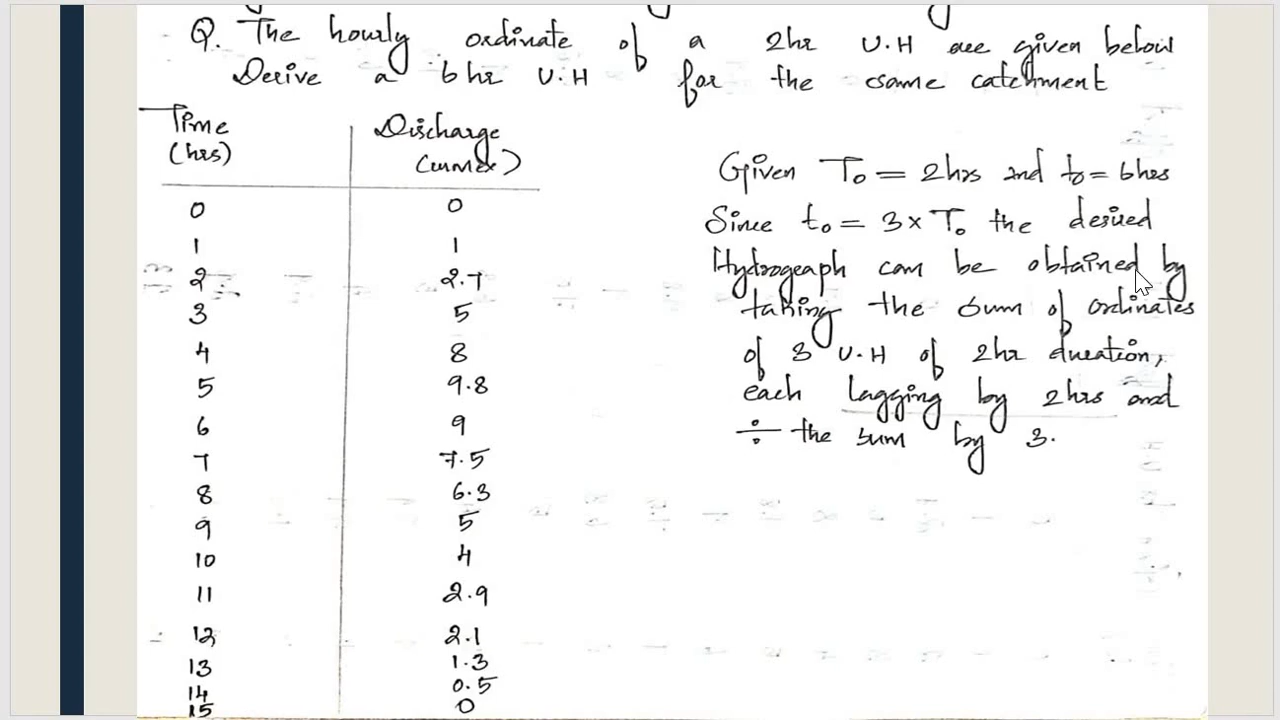 Q. The hourly ordinate of a 2hr U.H are given below
Derive a 6hr U.H for the same catchment
Time (hrs) Discharge (cumex)
0 0
1 1
2 2.7
3 5
4 8
5 9.8
6 9
7 7.5
8 6.3
9 5
10 4
11 2.9
12 2.1
13 1.3
14 0.5
15 0
Given To = 2hrs and to = 6hrs
Since to = 3 x To the desired
Hydrogeaph can be obtained by
taking the sum of ordinates
of 3 U.H of 2hr duration,
each lagging by 2hrs and
÷ the sum by 3.